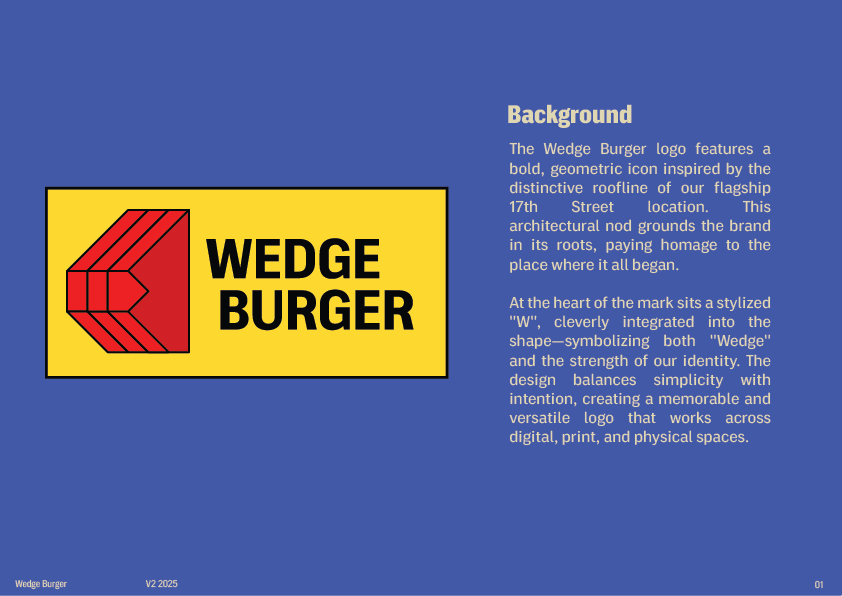 WEDGE
BURGER
Background
The Wedge Burger logo features a
bold, geometric icon inspired by the
distinctive roofline of our flagship
17th Street location. This
architectural nod grounds the brand
in its roots, paying homage to the
place where it all began.
At the heart of the mark sits a stylized
"W", cleverly integrated into the
shape—symbolizing both "Wedge"
and the strength of our identity. The
design balances simplicity with
intention, creating a memorable and
versatile logo that works across
digital, print, and physical spaces.
Wedge Burger V2 2025 01